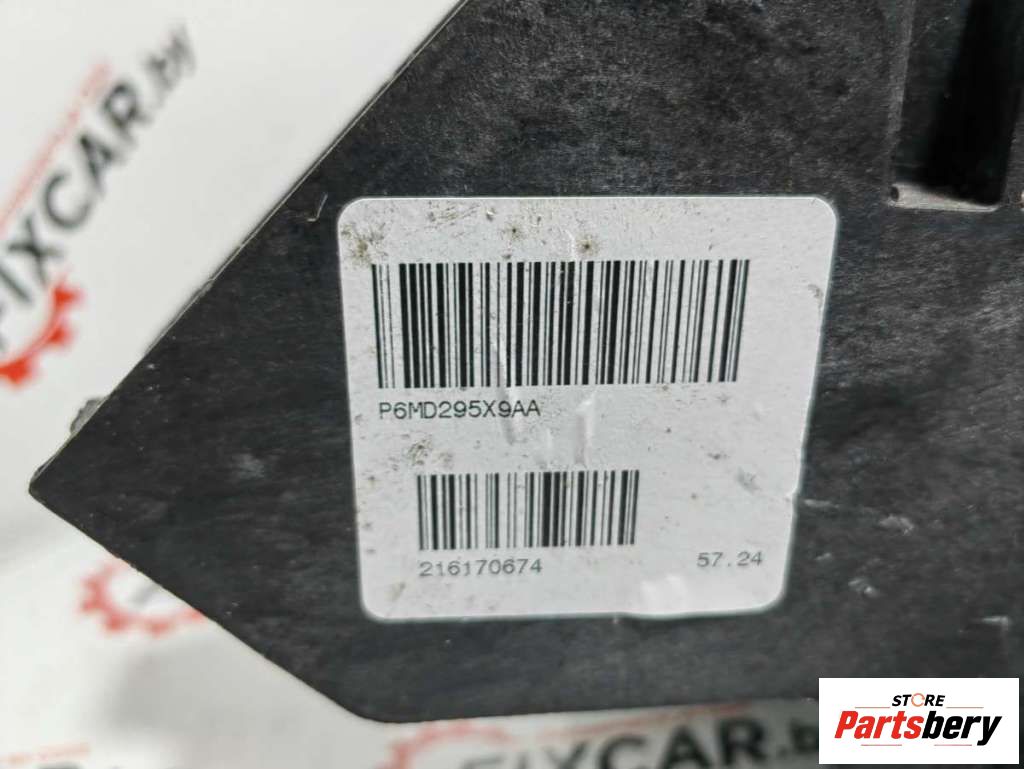 FIXCAR.by
P6MD295X9AA
216170674 57.24
FIXCAR.by
STORE
Partsbery